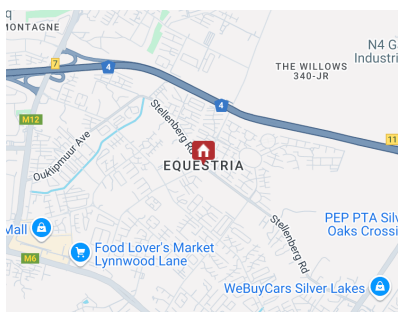 MONTAGNE
7
4
THE WILLOWS
340-JR
N4 G
Industri
4
M12
Stellenberg Rd
11
Ouklipmuur Ave
EQUESTRIA
Stellenberg Rd
PEP PTA Silv
Oaks Crossi
Mall
Food Lover's Market
Lynnwood Lane
M6
WeBuyCars Silver Lakes